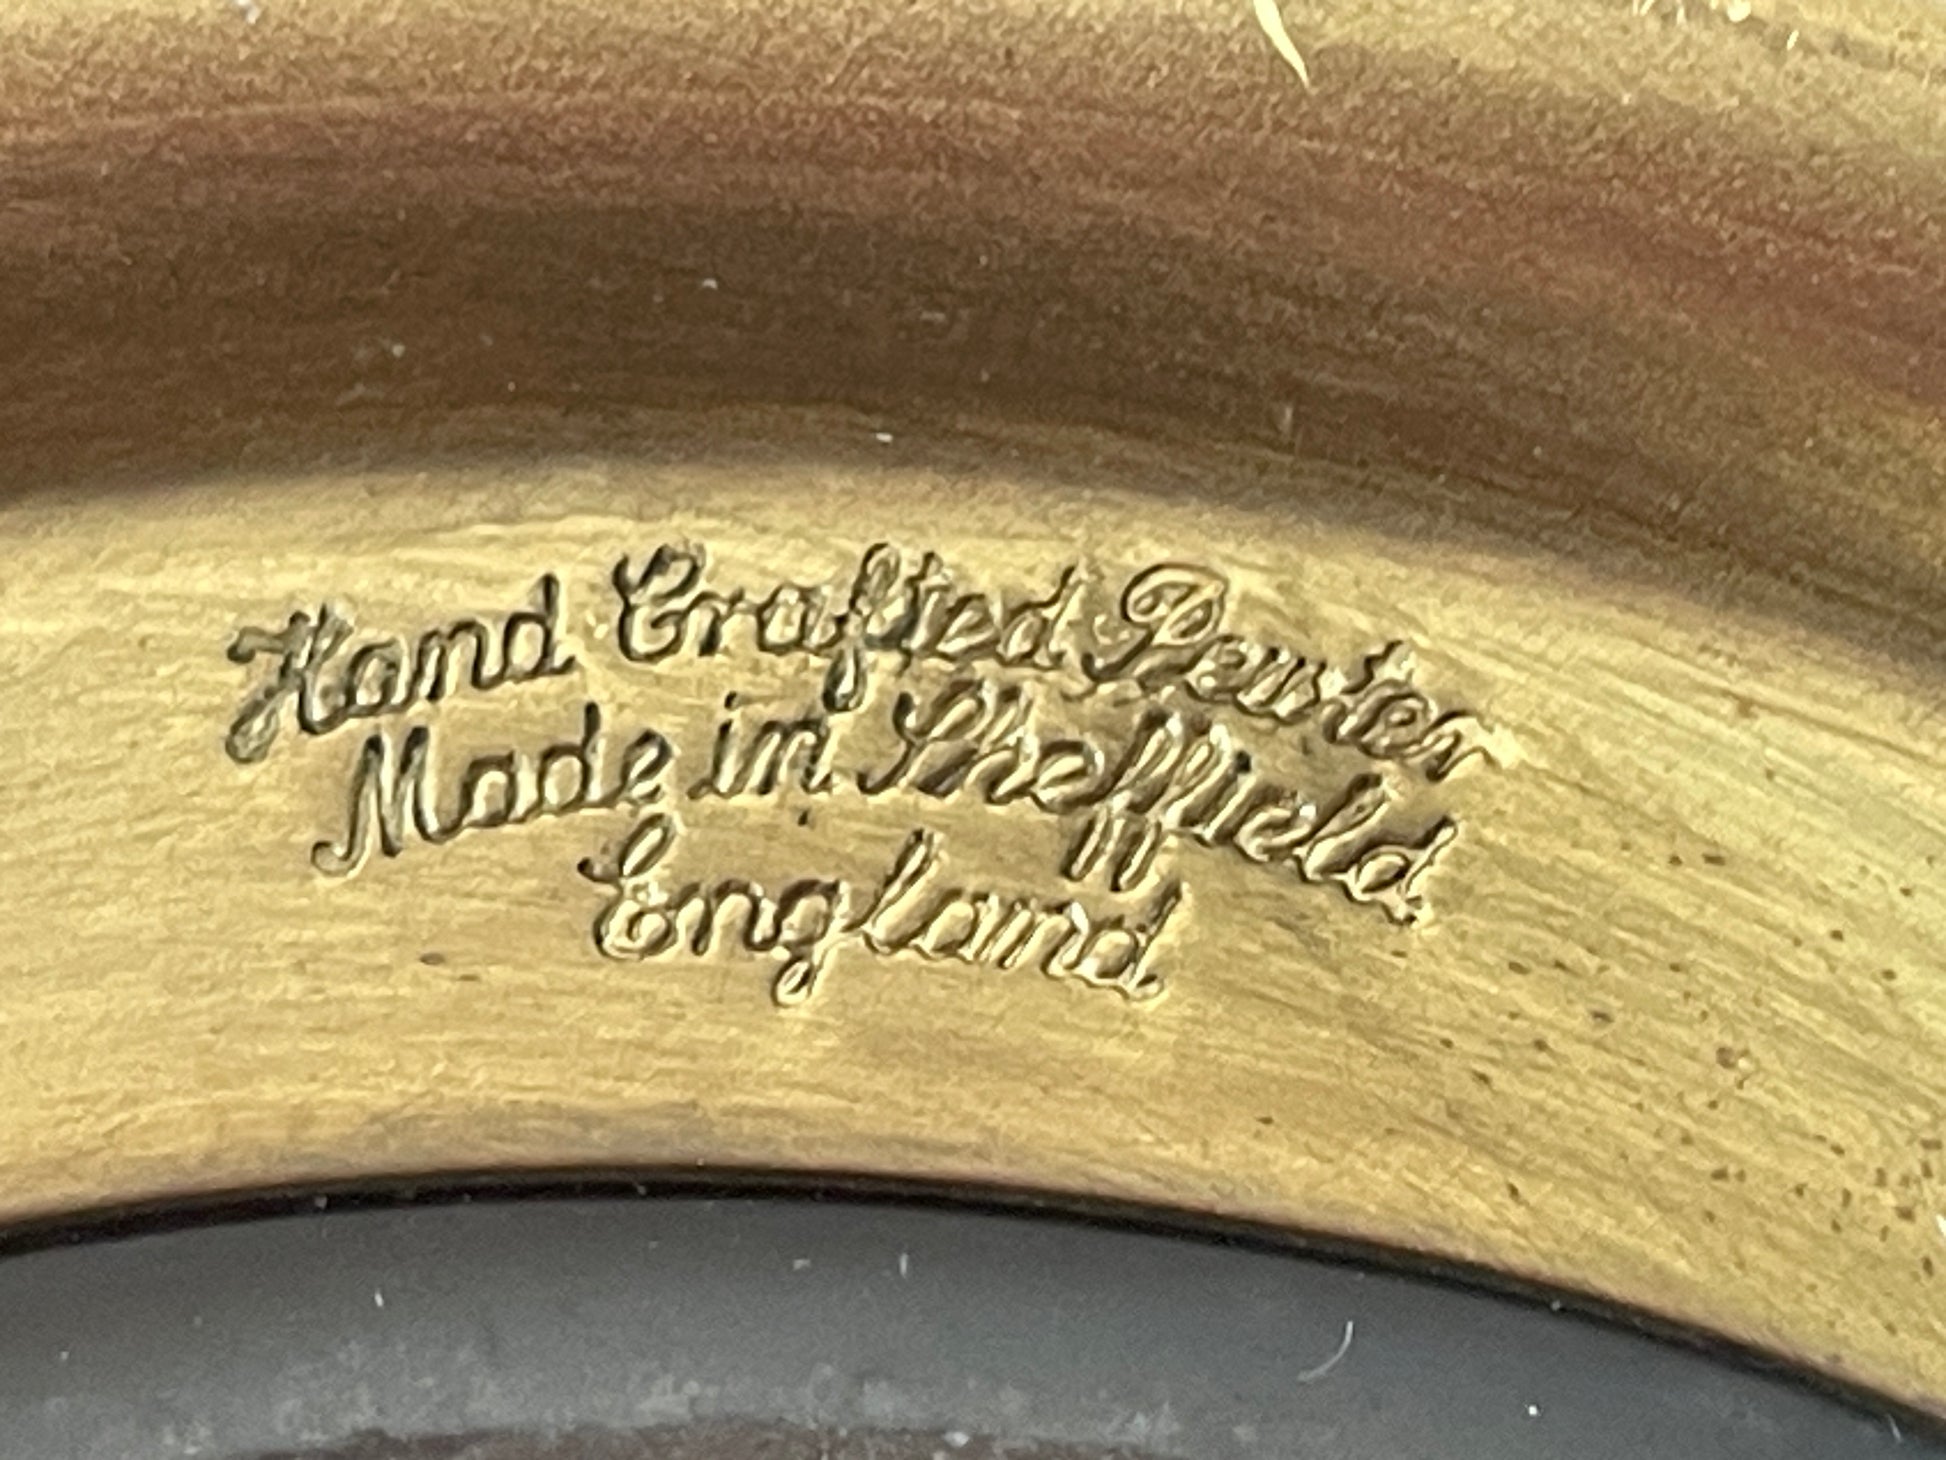 Hand Crafted Pewter
Made in Sheffield
England